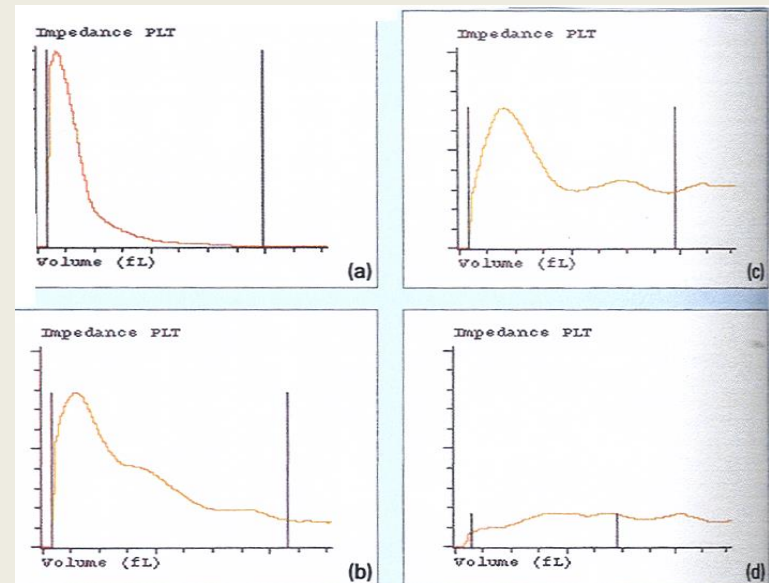 Impedance PLT
Volume (fL)
(a)
Impedance PLT
Volume (fL)
(c)
Impedance PLT
Volume (fL)
(b)
Impedance PLT
Volume (fL)
(d)